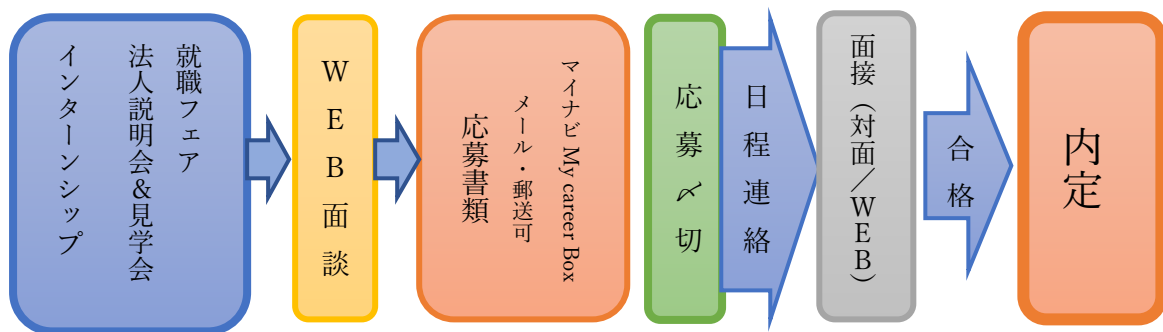 就職フェア
法人説明会＆見学会
インターンシップ
WEB面談
マイナビ My career Box
メール・郵送可
応募書類
応募〆切
日程連絡
面接（対面／WEB）
合格
内定